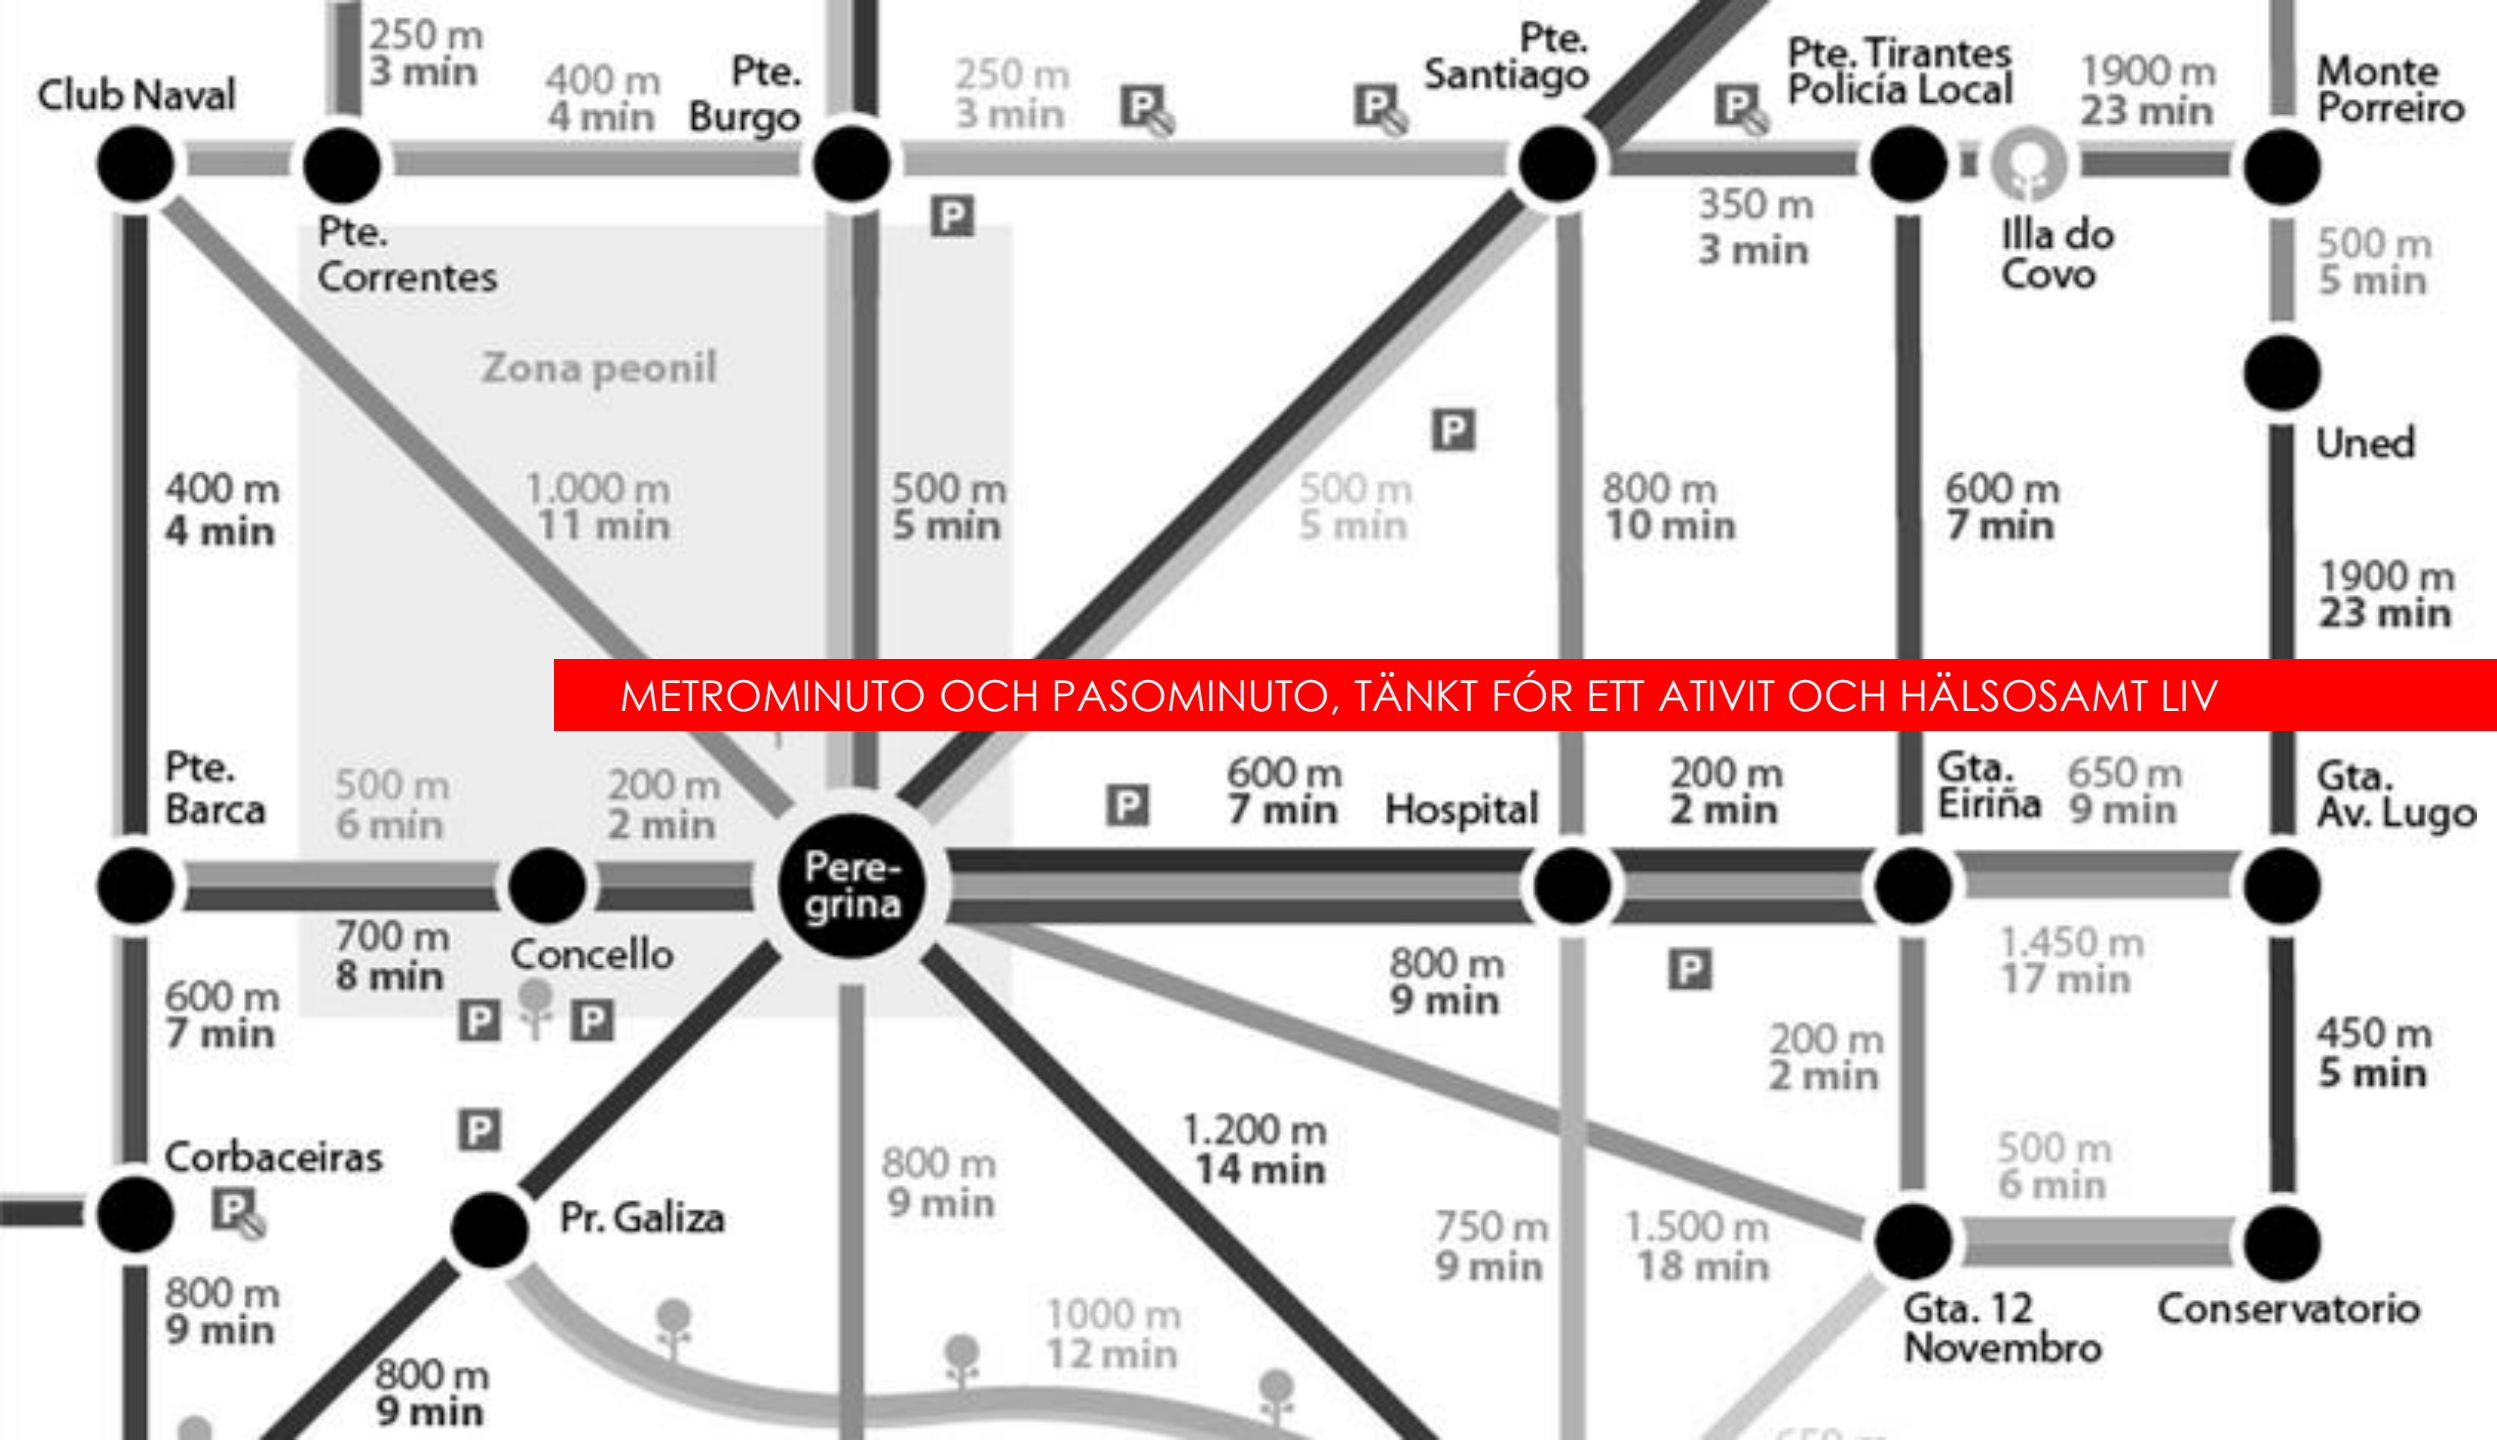 250 m
3 min
Club Naval
400 m
4 min
Pte.
Burgo
250 m
3 min
P
P
Pte.
Santiago
P
Pte. Tirantes
Policía Local
1900 m
23 min
Monte
Porreiro
Pte.
Correntes
P
350 m
3 min
Illa do
Covo
500 m
5 min
Zona peonil
P
Uned
400 m
4 min
1.000 m
11 min
500 m
5 min
500 m
5 min
800 m
10 min
600 m
7 min
1900 m
23 min
METROMINUTO OCH PASOMINUTO, TÄNKT FÓR ETT ATIVIT OCH HÄLSOSAMT LIV
Pte.
Barca
500 m
6 min
200 m
2 min
P
600 m
7 min
Hospital
200 m
2 min
Gta.
Eiriña
650 m
9 min
Gta.
Av. Lugo
Pere-
grina
700 m
8 min
Concello
800 m
9 min
P
1.450 m
17 min
600 m
7 min
P
P
200 m
2 min
450 m
5 min
P
Corbaceiras
P
Pr. Galiza
800 m
9 min
1.200 m
14 min
750 m
9 min
1.500 m
18 min
500 m
6 min
800 m
9 min
1000 m
12 min
Gta. 12
Novembro
Conservatorio
800 m
9 min